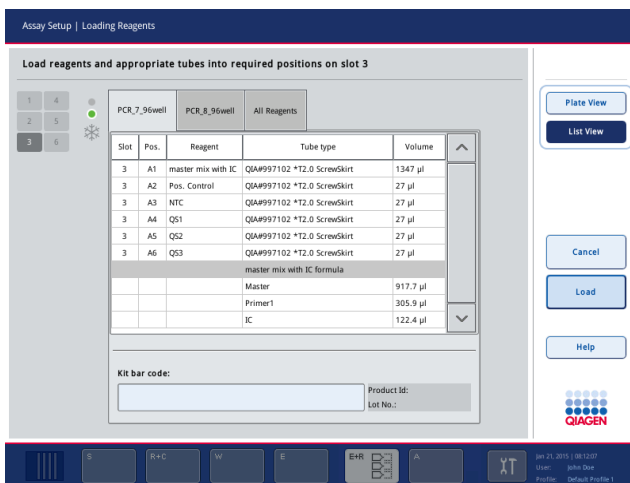 Assay Setup | Loading Reagents
Load reagents and appropriate tubes into required positions on slot 3
1 4
2 5
3 6
PCR_7_96well PCR_8_96well All Reagents
Slot Pos. Reagent Tube type Volume
3 A1 master mix with IC QIA#997102 *T2.0 ScrewSkirt 1347 µl
3 A2 Pos. Control QIA#997102 *T2.0 ScrewSkirt 27 µl
3 A3 NTC QIA#997102 *T2.0 ScrewSkirt 27 µl
3 A4 QS1 QIA#997102 *T2.0 ScrewSkirt 27 µl
3 A5 QS2 QIA#997102 *T2.0 ScrewSkirt 27 µl
3 A6 QS3 QIA#997102 *T2.0 ScrewSkirt 27 µl
master mix with IC formula
Master 917.7 µl
Primer1 305.9 µl
IC 122.4 µl
Kit bar code:
Product Id:
Lot No.:
Plate View
List View
Cancel
Load
Help
QIAGEN
S R+C W E E+R A
Jan 21, 2015 | 08:12:07
User: John Doe
Profile Default Profile 1